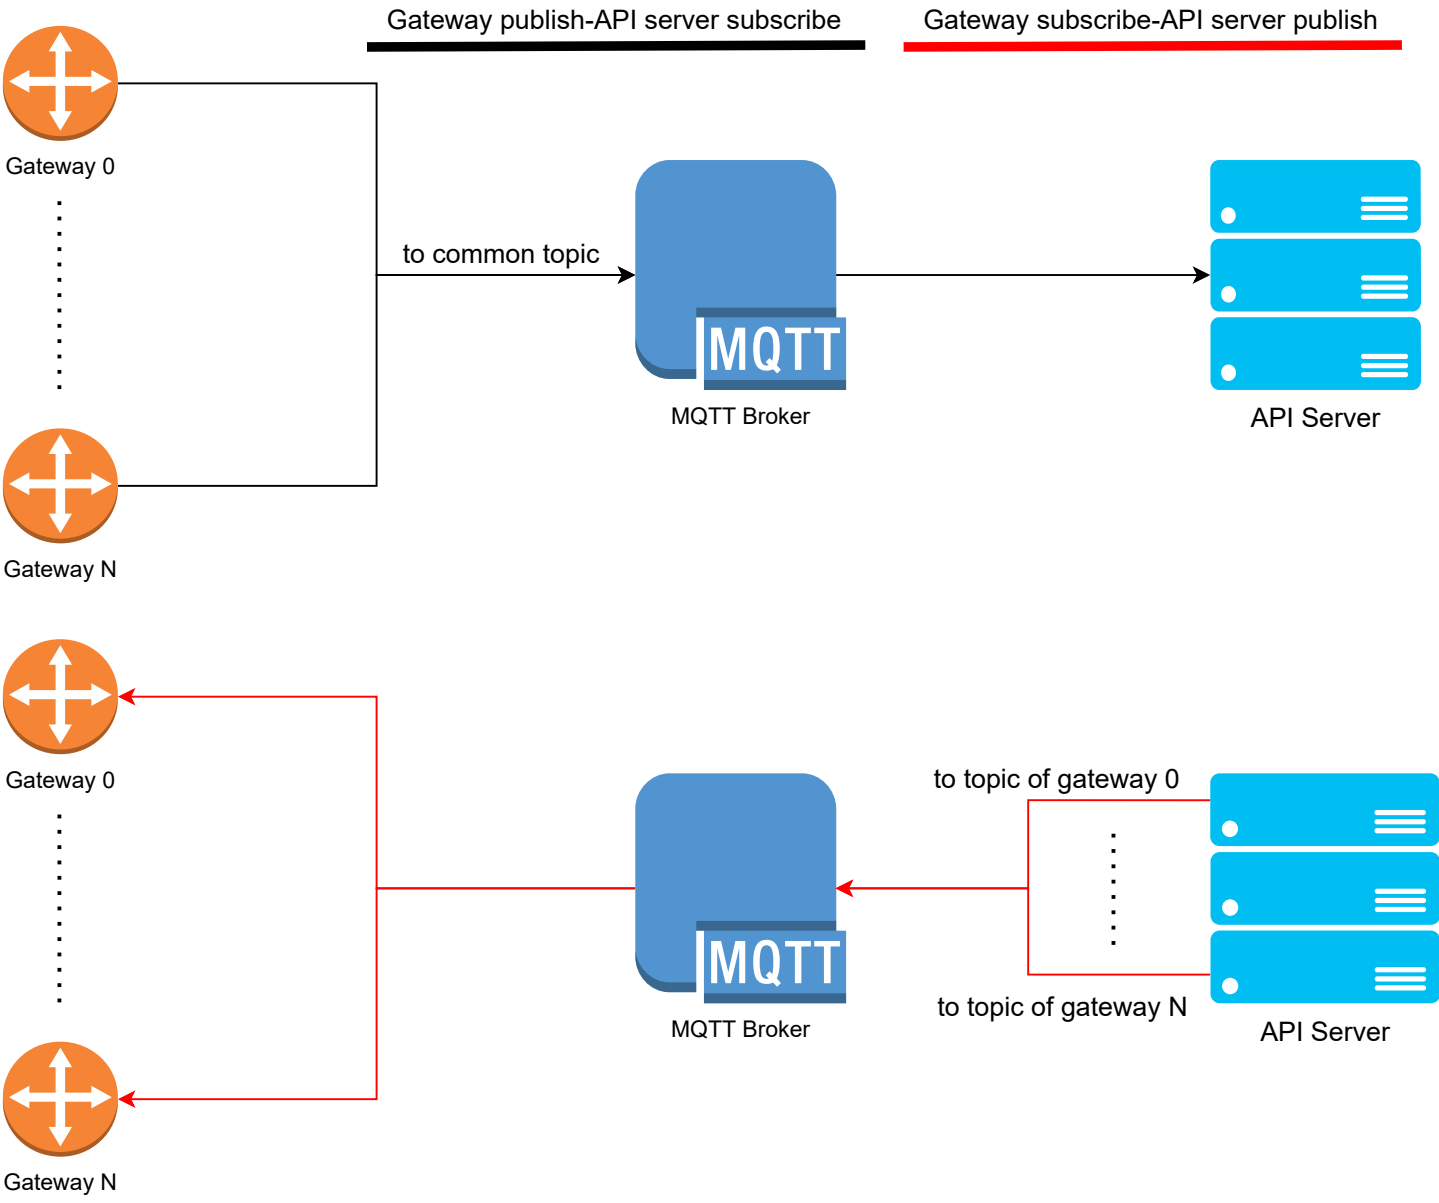 Gateway publish-API server subscribe
Gateway subscribe-API server publish
Gateway 0
to common topic
MQTT
MQTT Broker
API Server
Gateway N
Gateway 0
to topic of gateway 0
MQTT
to topic of gateway N
MQTT Broker
API Server
Gateway N